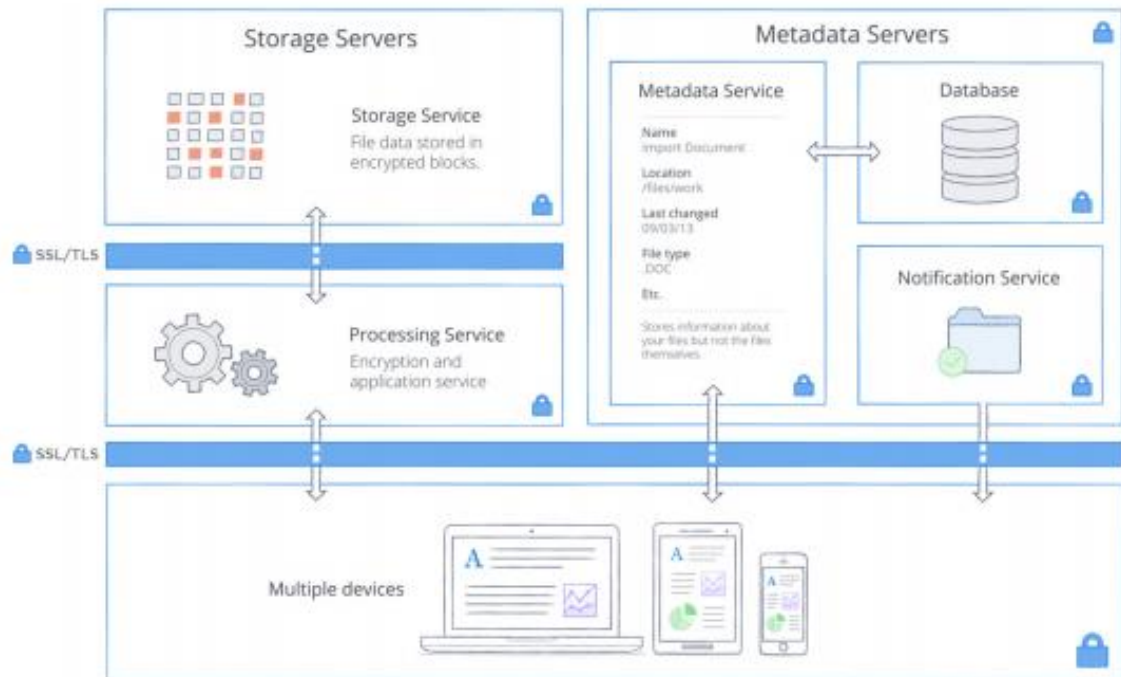 Storage Servers
Storage Service
File data stored in
encrypted blocks.
SSL/TLS
Processing Service
Encryption and
application service
Metadata Servers
Metadata Service
Name
Import Document
Location
/files/work
Last changed
09/03/13
File type
.DOC
Etc.
Stores information about
your files but not the files
themselves.
Database
Notification Service
SSL/TLS
Multiple devices
A
A
A